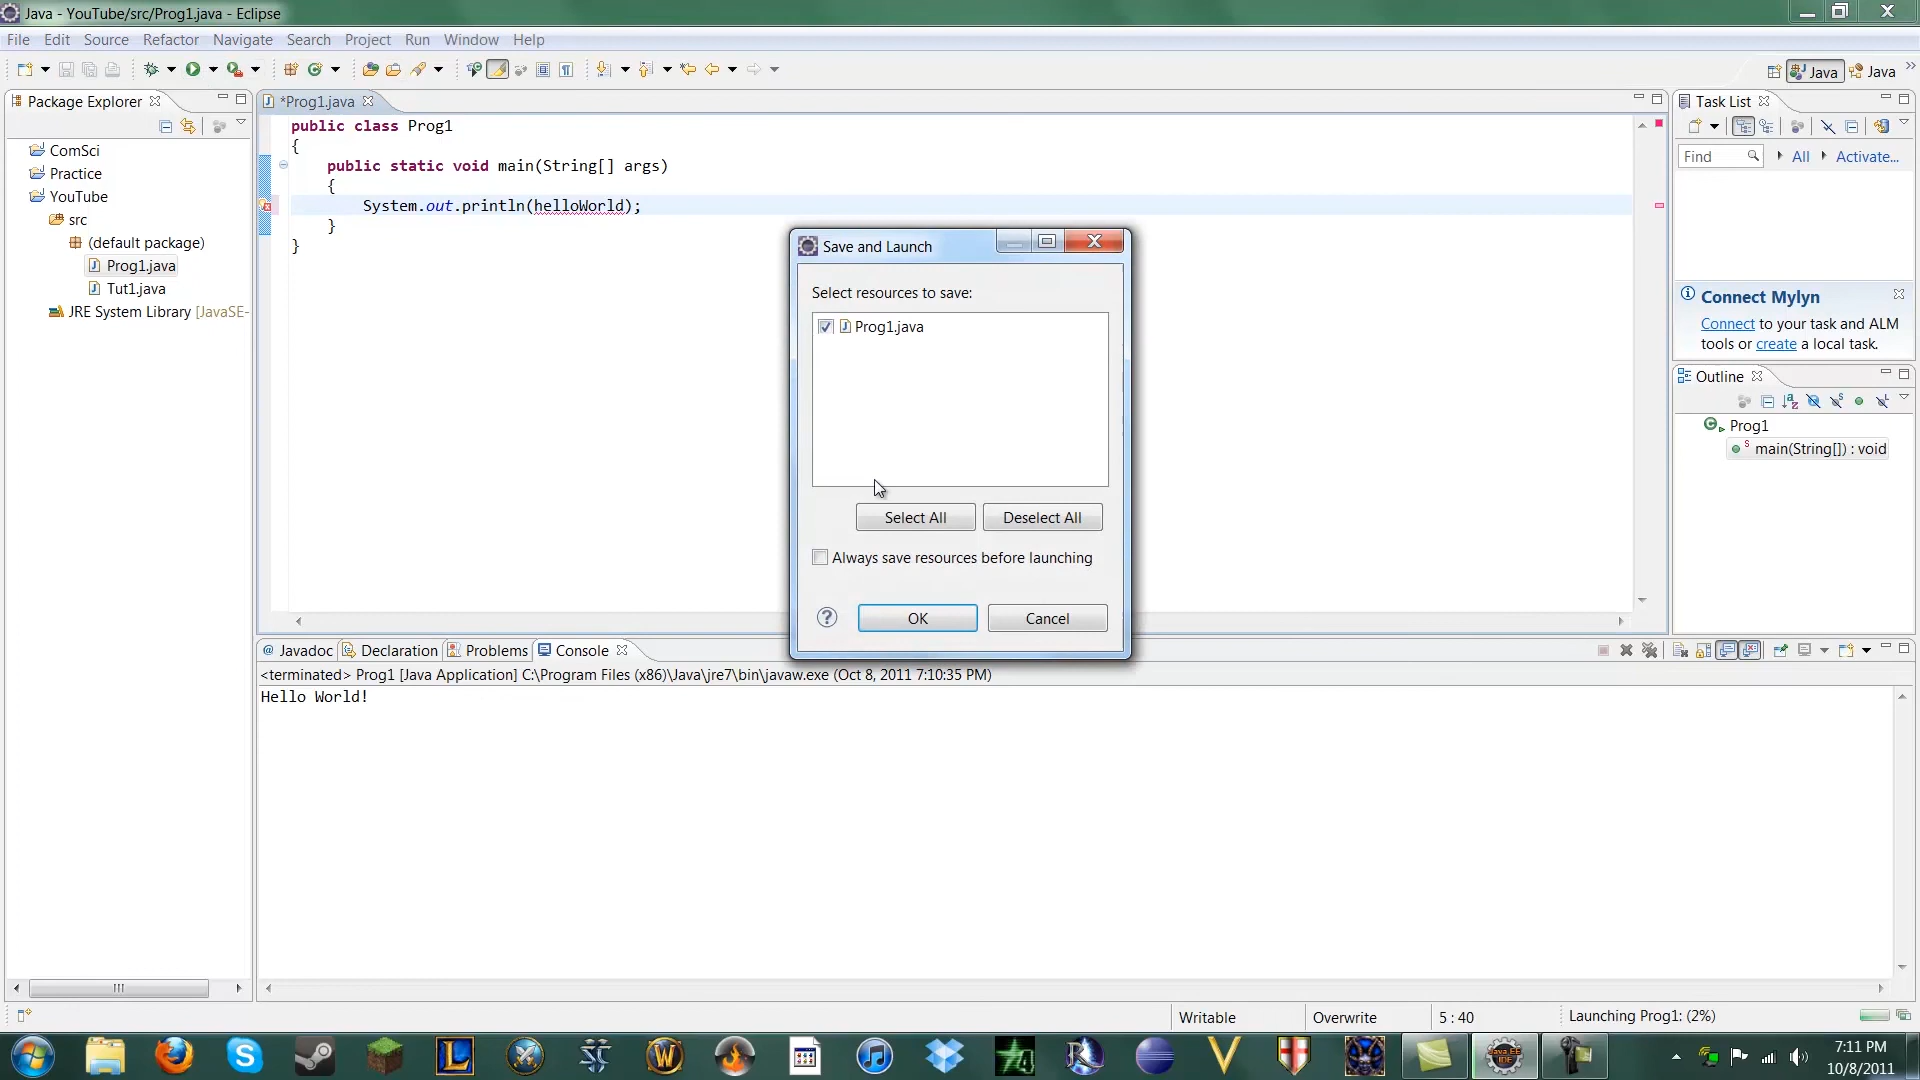 Java - YouTube/src/Prog1.java - Eclipse
File Edit Source Refactor Navigate Search Project Run Window Help
Java Java
Package Explorer
ComSci
Practice
YouTube
src
(default package)
Prog1.java
Tut1.java
JRE System Library [JavaSE-
*Prog1.java
public class Prog1
{
public static void main(String[] args)
{
System.out.println(helloWorld);
}
}
Save and Launch
Select resources to save:
Prog1.java
Select All Deselect All
Always save resources before launching
OK Cancel
Task List
Find All Activate...
Connect Mylyn
Connect to your task and ALM
tools or create a local task.
Outline
Prog1
main(String[]) : void
@ Javadoc Declaration Problems Console
<terminated> Prog1 [Java Application] C:\Program Files (x86)\Java\jre7\bin\javaw.exe (Oct 8, 2011 7:10:35 PM)
Hello World!
Writable Overwrite 5 : 40 Launching Prog1: (2%)
7:11 PM
10/8/2011